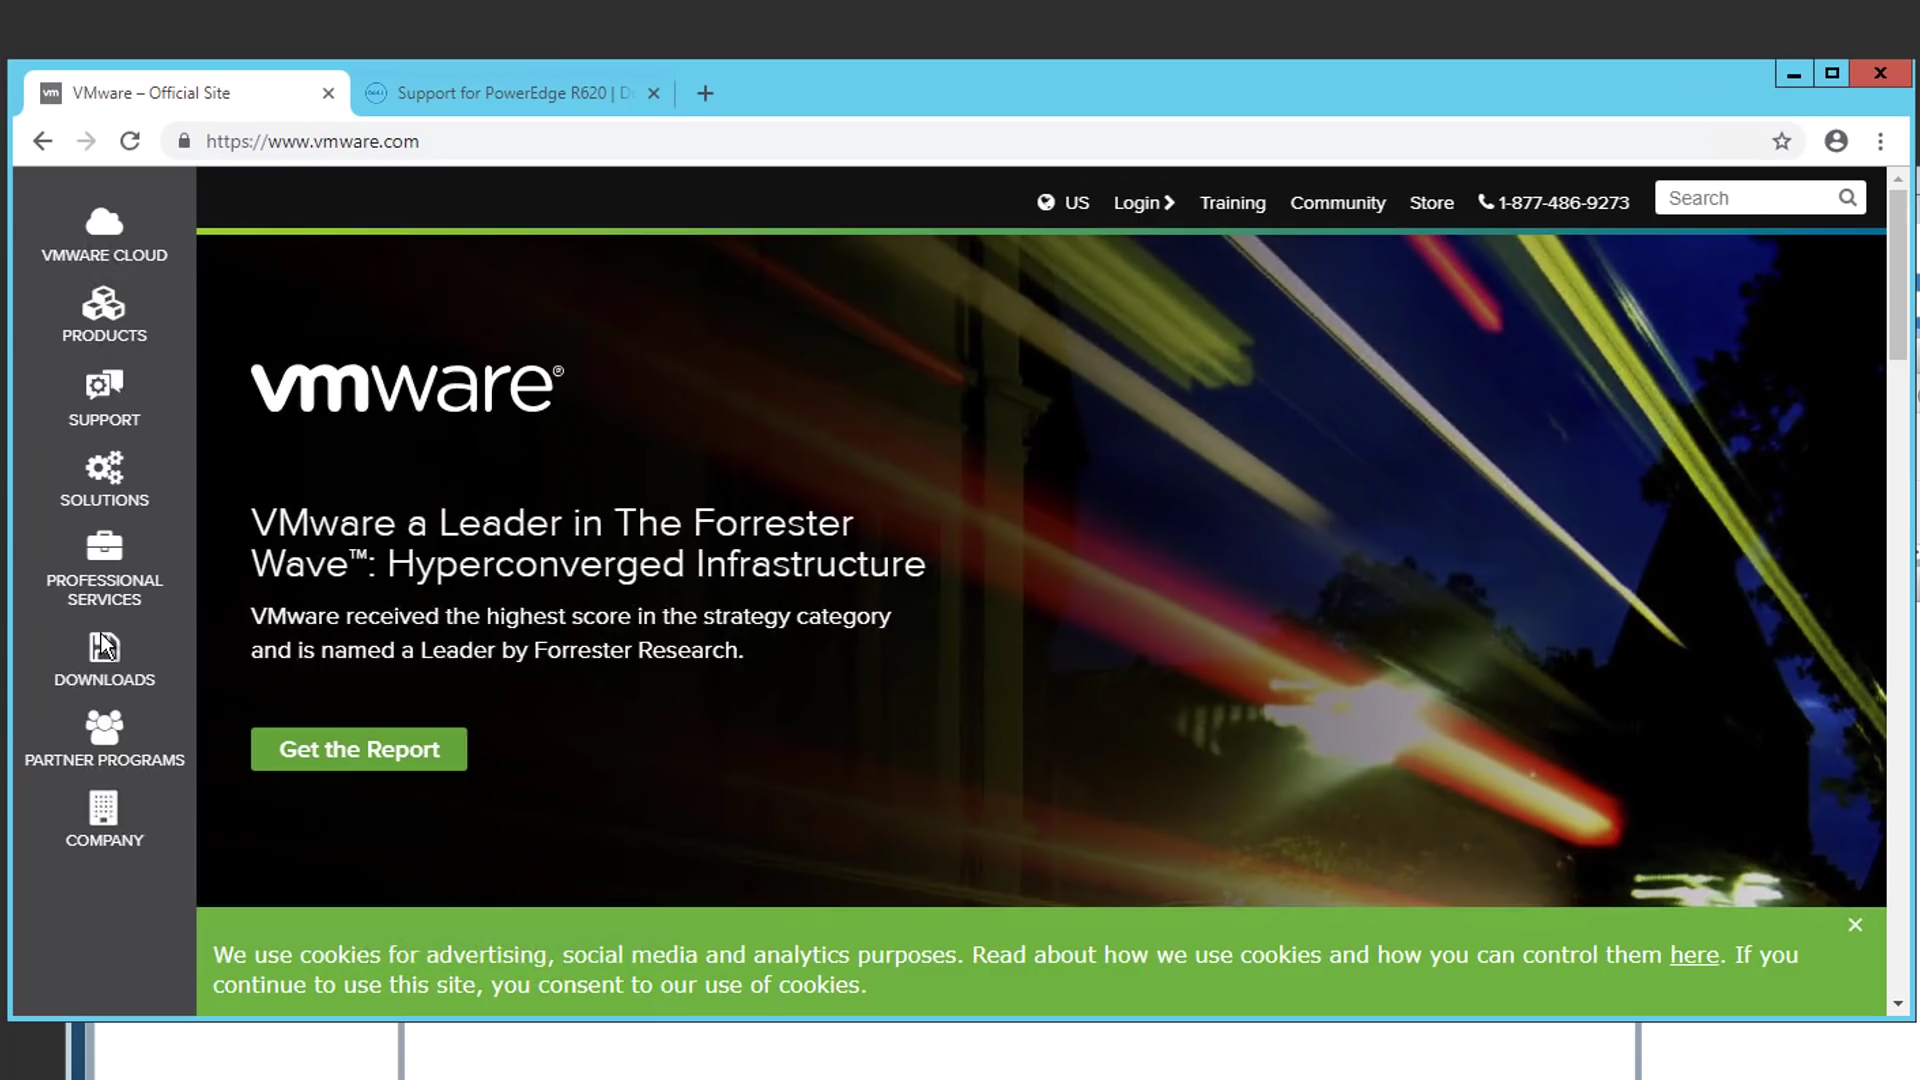 vm VMware – Official Site
DELL Support for PowerEdge R620 | D
https://www.vmware.com
US Login Training Community Store 1-877-486-9273 Search
VMWARE CLOUD
PRODUCTS
SUPPORT
SOLUTIONS
PROFESSIONAL
SERVICES
DOWNLOADS
PARTNER PROGRAMS
COMPANY
vmware®
VMware a Leader in The Forrester
Wave™: Hyperconverged Infrastructure
VMware received the highest score in the strategy category
and is named a Leader by Forrester Research.
Get the Report
We use cookies for advertising, social media and analytics purposes. Read about how we use cookies and how you can control them here. If you
continue to use this site, you consent to our use of cookies.